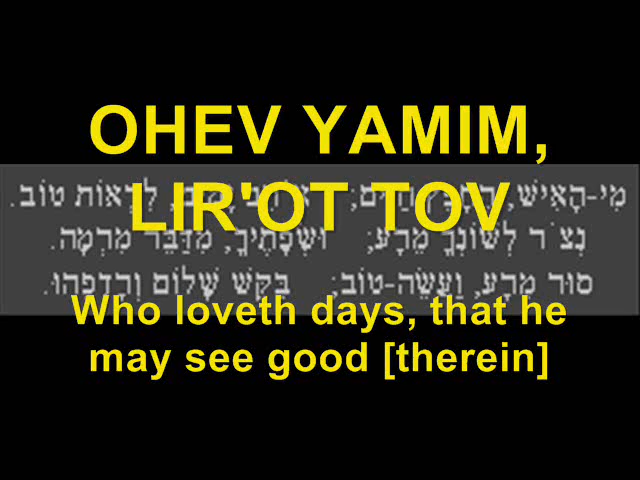 OHEV YAMIM,
מִי-הָאִישׁ, לִרְאוֹת טוֹב.
LIR'OT TOV
נְצֹר לְשׁוֹנְךָ מֵרָע; וּשְׂפָתֶיךָ, מִדַּבֵּר מִרְמָה.
סוּר מֵרָע, וַעֲשֵׂה-טוֹב; בַּקֵּשׁ שָׁלוֹם וְרָדְפֵהוּ.
Who loveth days, that he
may see good [therein]